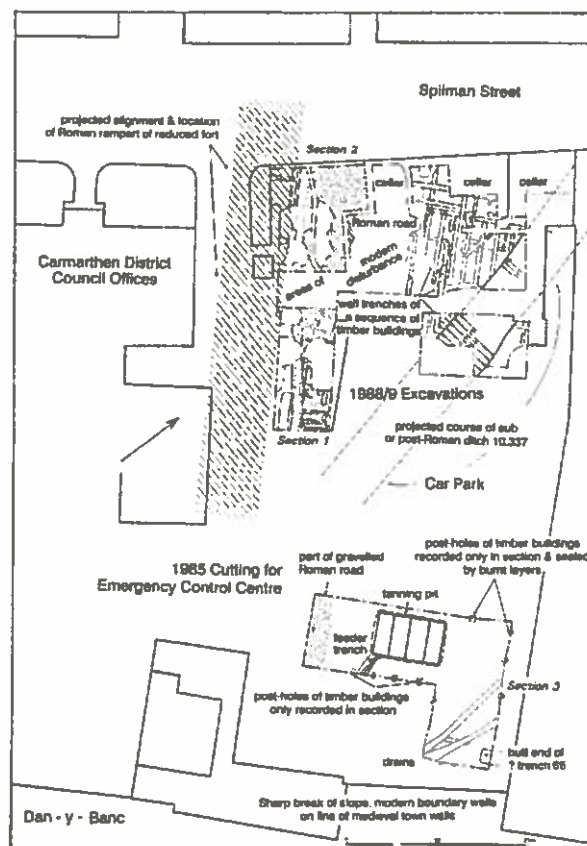 Spilman Street
projected alignment & location
of Roman rampart of reduced fort
Section 2
cellar
cellar
cellar
Roman road
Carmarthen District
Council Offices
areas of
modern
disturbance
wall trenches of
a sequence of
timber buildings
1988/9 Excavations
Section 1
projected course of sub
or post-Roman ditch 10.337
Car Park
post-holes of timber buildings
recorded only in section & sealed
by burnt layers
part of gravelled
Roman road
1985 Cutting for
Emergency Control Centre
tanning pit
feeder
trench
post-holes of timber buildings
only recorded in section
Section 3
drains
butt end of
? trench 65
Sharp break of slope, modern boundary walls
on line of medieval town walls
Dan - y - Banc